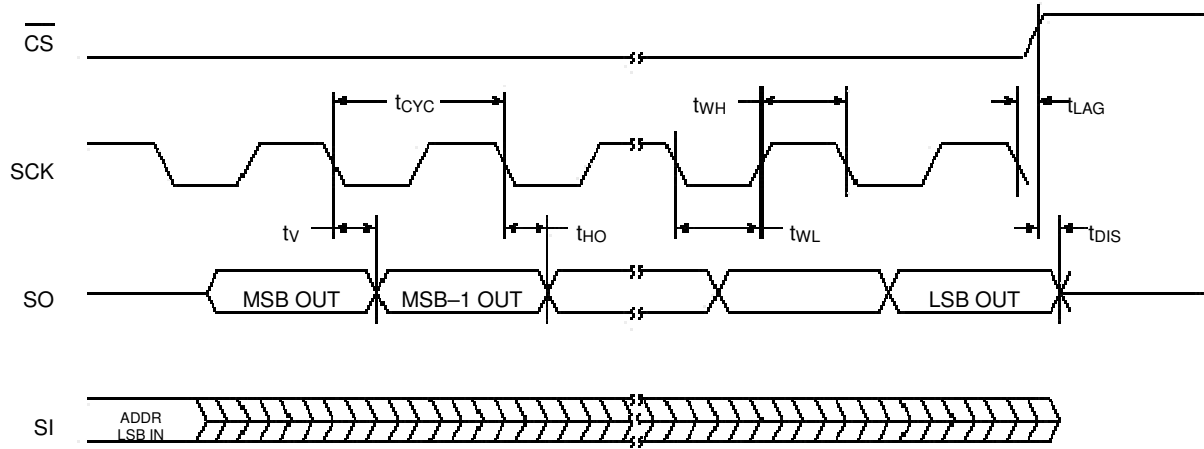 CS
tCYC
tWH
tLAG
SCK
tV
tHO
tWL
tDIS
SO
MSB OUT
MSB–1 OUT
LSB OUT
SI
ADDR
LSB IN